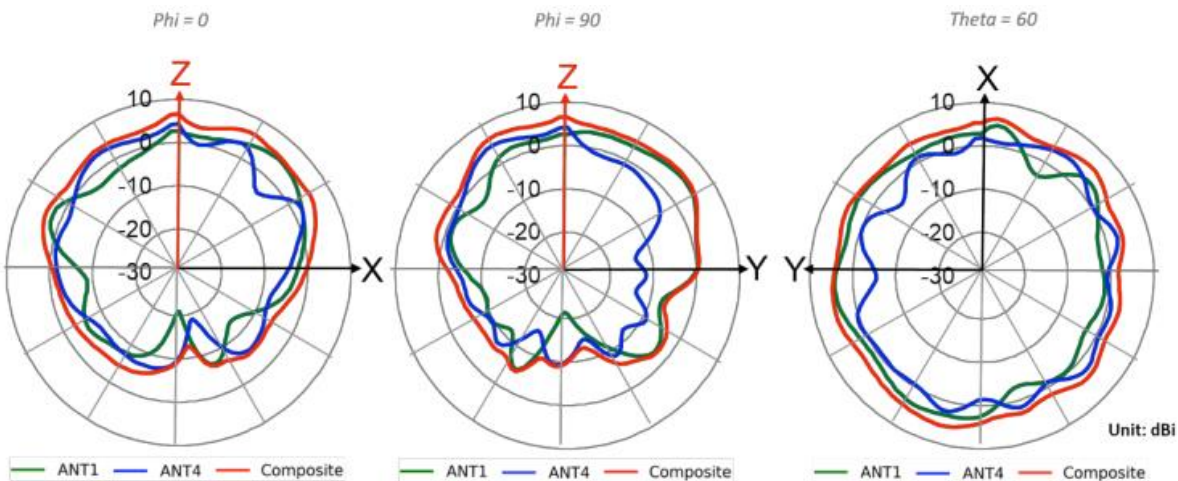 Phi = 0
Phi = 90
Theta = 60
Z
10
0
-10
-20
-30
X
Z
10
0
-10
-20
-30
Y
X
10
0
-10
-20
-30
Y
Unit: dBi
ANT1 ANT4 Composite
ANT1 ANT4 Composite
ANT1 ANT4 Composite